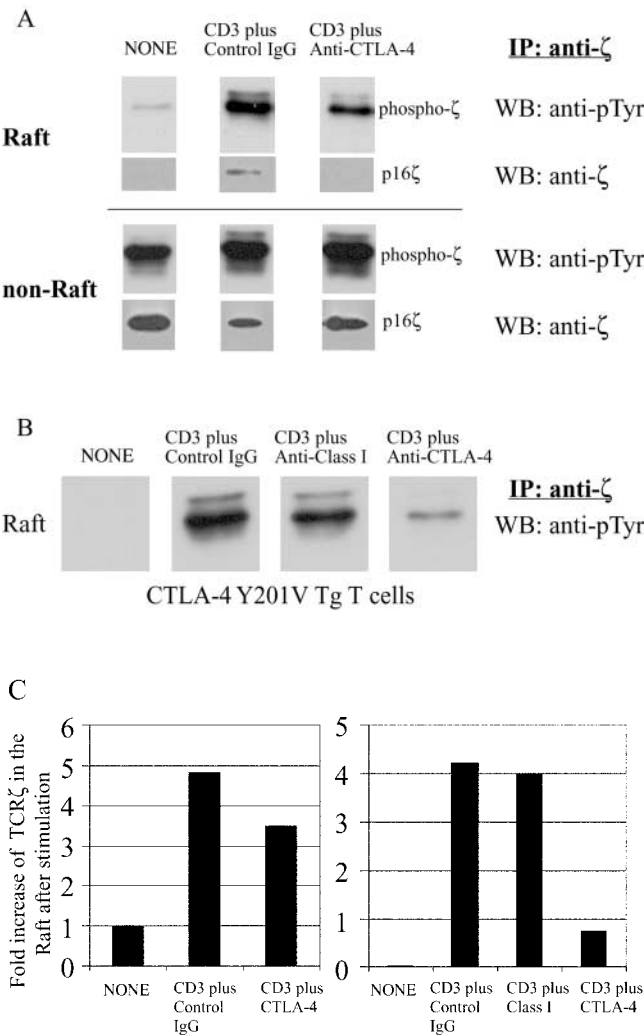 A
NONE
CD3 plus
Control IgG
CD3 plus
Anti-CTLA-4
IP: anti-ζ
Raft
phospho-ζ
WB: anti-pTyr
p16ζ
WB: anti-ζ
non-Raft
phospho-ζ
WB: anti-pTyr
p16ζ
WB: anti-ζ
B
NONE
CD3 plus
Control IgG
CD3 plus
Anti-Class I
CD3 plus
Anti-CTLA-4
IP: anti-ζ
Raft
WB: anti-pTyr
CTLA-4 Y201V Tg T cells
C
Fold increase of TCRζ in the
Raft after stimulation
6
5
4
3
2
1
0
NONE
CD3 plus
Control
IgG
CD3 plus
CTLA-4
5
4
3
2
1
0
NONE
CD3 plus
Control
IgG
CD3 plus
Class I
CD3 plus
CTLA-4